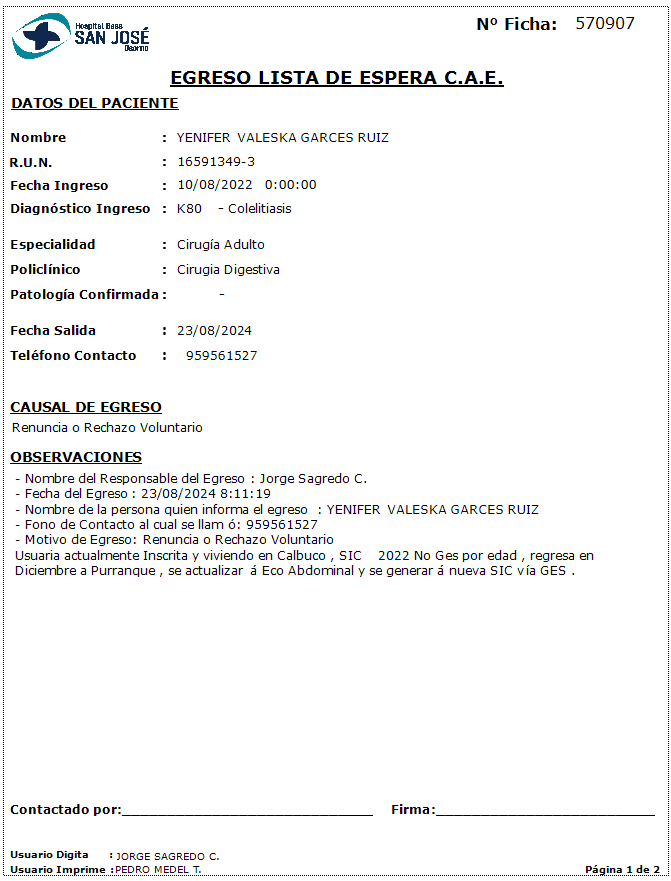 Hospital Base
SAN JOSÉ
Osorno
Nº Ficha: 570907
EGRESO LISTA DE ESPERA C.A.E.
DATOS DEL PACIENTE
Nombre : YENIFER VALESKA GARCES RUIZ
R.U.N. : 16591349-3
Fecha Ingreso : 10/08/2022 0:00:00
Diagnóstico Ingreso : K80 - Colelitiasis
Especialidad : Cirugía Adulto
Policlínico : Cirugia Digestiva
Patología Confirmada : -
Fecha Salida : 23/08/2024
Teléfono Contacto : 959561527
CAUSAL DE EGRESO
Renuncia o Rechazo Voluntario
OBSERVACIONES
- Nombre del Responsable del Egreso : Jorge Sagredo C.
- Fecha del Egreso : 23/08/2024 8:11:19
- Nombre de la persona quien informa el egreso : YENIFER VALESKA GARCES RUIZ
- Fono de Contacto al cual se llam ó: 959561527
- Motivo de Egreso: Renuncia o Rechazo Voluntario
Usuaria actualmente Inscrita y viviendo en Calbuco , SIC 2022 No Ges por edad , regresa en
Diciembre a Purranque , se actualizar á Eco Abdominal y se generar á nueva SIC vía GES .
Contactado por:______________________________ Firma:__________________________
Usuario Digita : JORGE SAGREDO C.
Usuario Imprime : PEDRO MEDEL T. Página 1 de 2